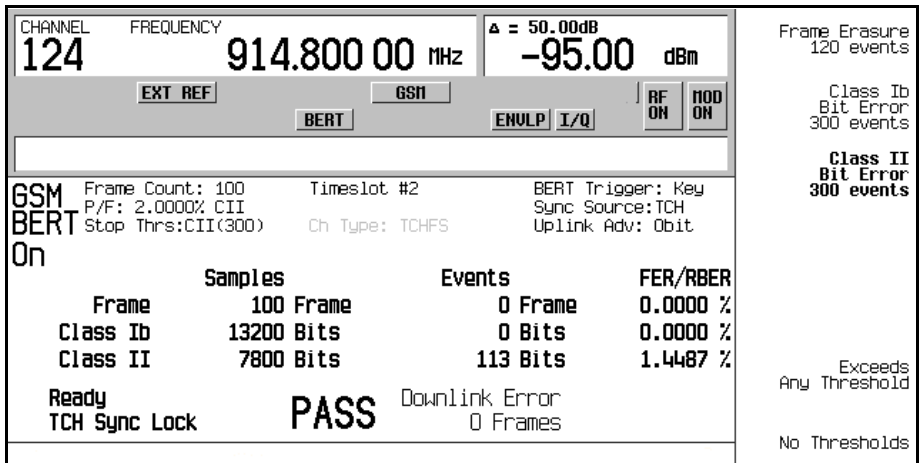 CHANNEL FREQUENCY
124 914.800 00 MHz
Δ = 50.00dB
-95.00 dBm
EXT REF GSM
BERT ENVLP I/Q
RF ON
MOD ON
GSM BERT On
Frame Count: 100 Timeslot #2 BERT Trigger: Key
P/F: 2.0000% CII Sync Source:TCH
Stop Thrs:CII(300) Ch Type: TCHFS Uplink Adv: 0bit
Samples Events FER/RBER
Frame 100 Frame 0 Frame 0.0000 %
Class Ib 13200 Bits 0 Bits 0.0000 %
Class II 7800 Bits 113 Bits 1.4487 %
Ready
TCH Sync Lock
PASS
Downlink Error
0 Frames
Frame Erasure
120 events
Class Ib
Bit Error
300 events
Class II
Bit Error
300 events
Exceeds
Any Threshold
No Thresholds